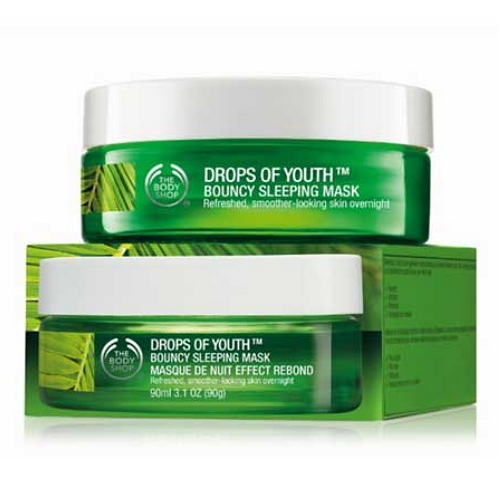 THE
BODY
SHOP
DROPS OF YOUTH™
BOUNCY SLEEPING MASK
Refreshed, smoother-looking skin overnight
THE
BODY
SHOP
DROPS OF YOUTH™
BOUNCY SLEEPING MASK
MASQUE DE NUIT EFFECT REBOND
Refreshed, smoother-looking skin overnight
90ml 3.1 OZ (90g)